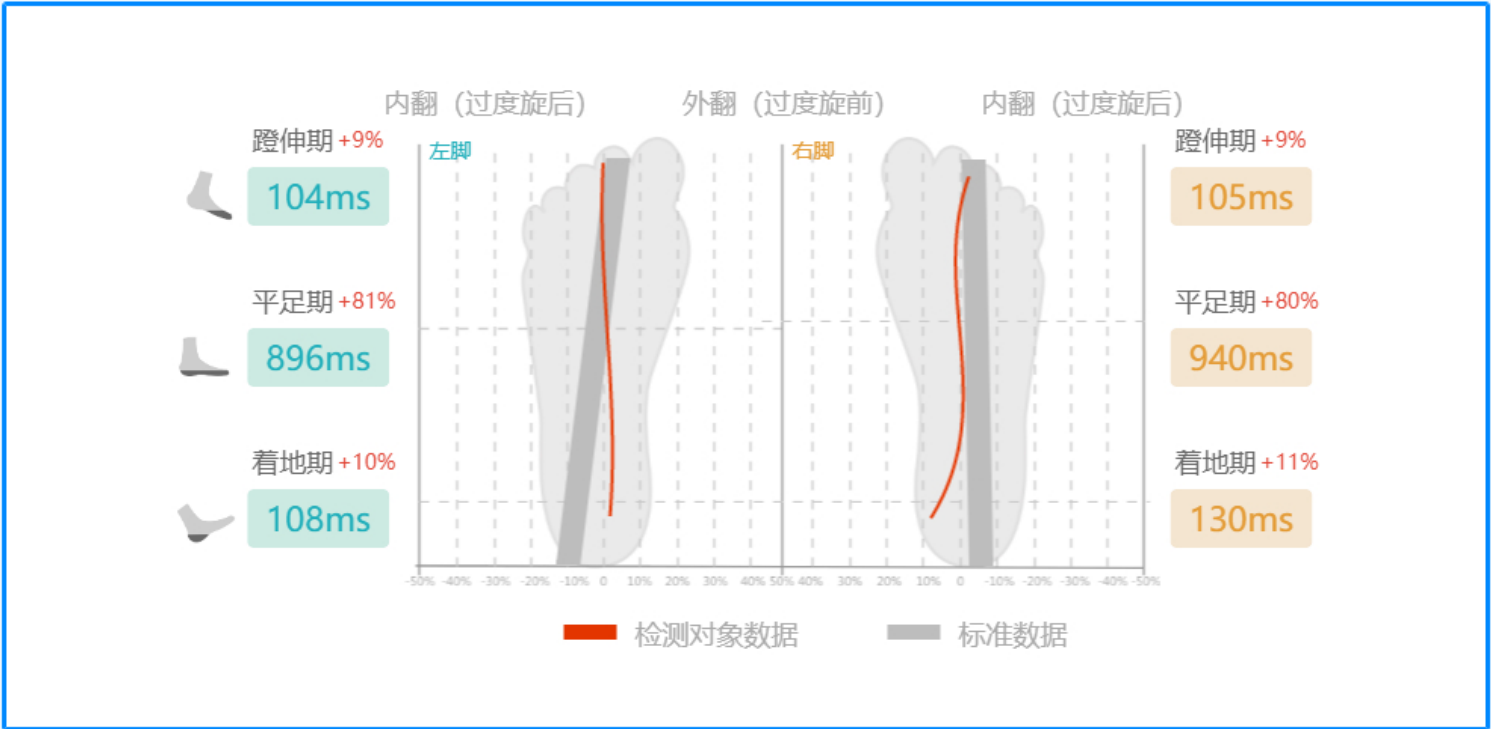 内翻（过度旋后） 外翻（过度旋前） 内翻（过度旋后）
蹬伸期 +9%
104ms
平足期 +81%
896ms
着地期 +10%
108ms
左脚
右脚
蹬伸期 +9%
105ms
平足期 +80%
940ms
着地期 +11%
130ms
-50% -40% -30% -20% -10% 0 10% 20% 30% 40% 50% 40% 30% 20% 10% 0 -10% -20% -30% -40% -50%
检测对象数据 标准数据